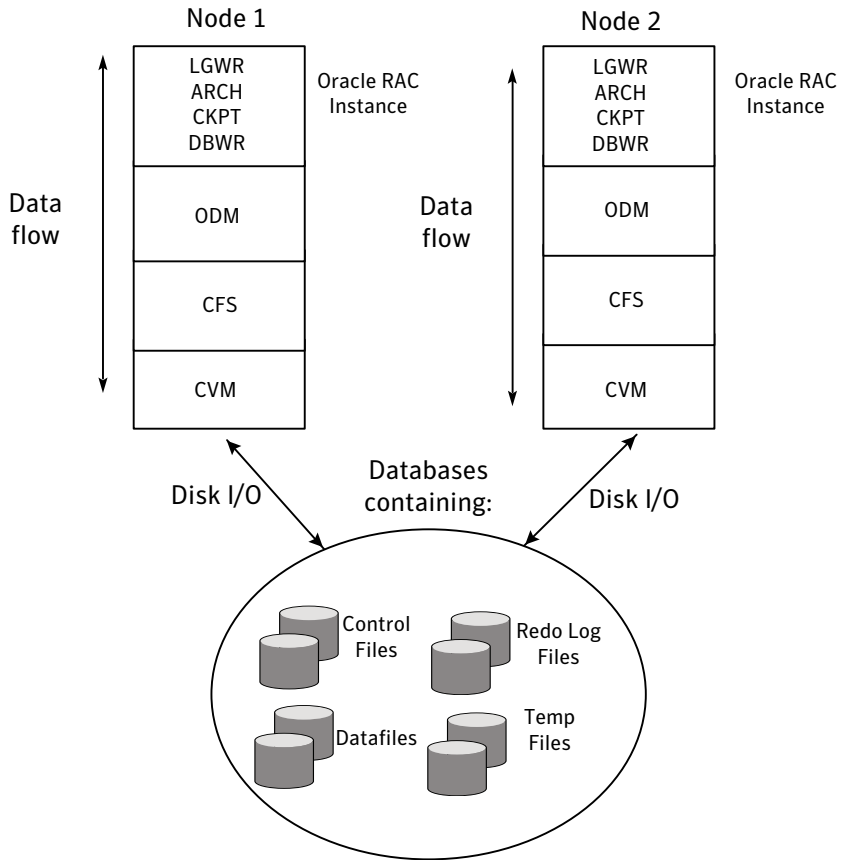 Node 1
LGWR
ARCH
CKPT
DBWR
Oracle RAC
Instance
Data
flow
ODM
CFS
CVM
Node 2
LGWR
ARCH
CKPT
DBWR
Oracle RAC
Instance
Data
flow
ODM
CFS
CVM
Disk I/O
Databases
containing:
Disk I/O
Control
Files
Redo Log
Files
Datafiles
Temp
Files